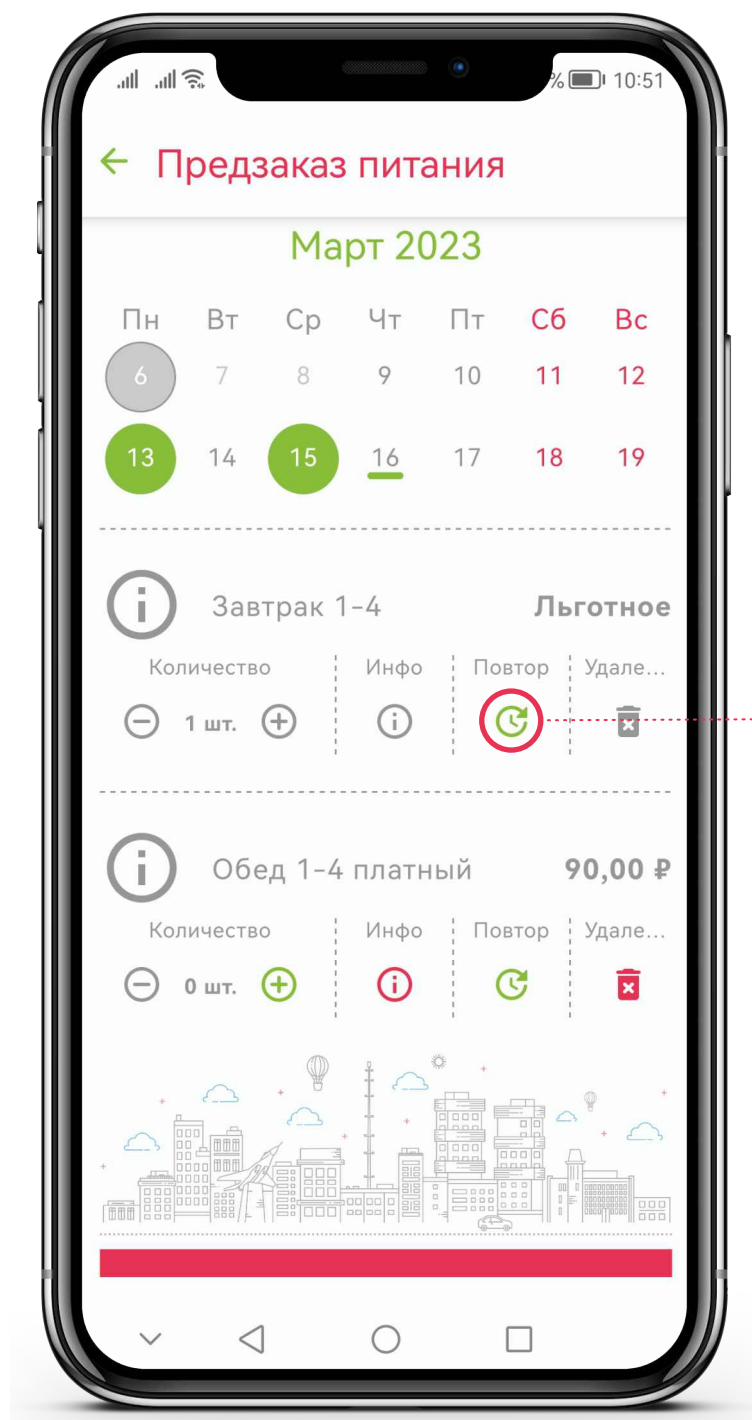 % 10:51
Предзаказ питания
Март 2023
Пн Вт Ср Чт Пт Сб Вс
6 7 8 9 10 11 12
13 14 15 16 17 18 19
Завтрак 1-4 Льготное
Количество Инфо Повтор Удале...
1 шт.
Обед 1-4 платный 90,00 ₽
Количество Инфо Повтор Удале...
0 шт.